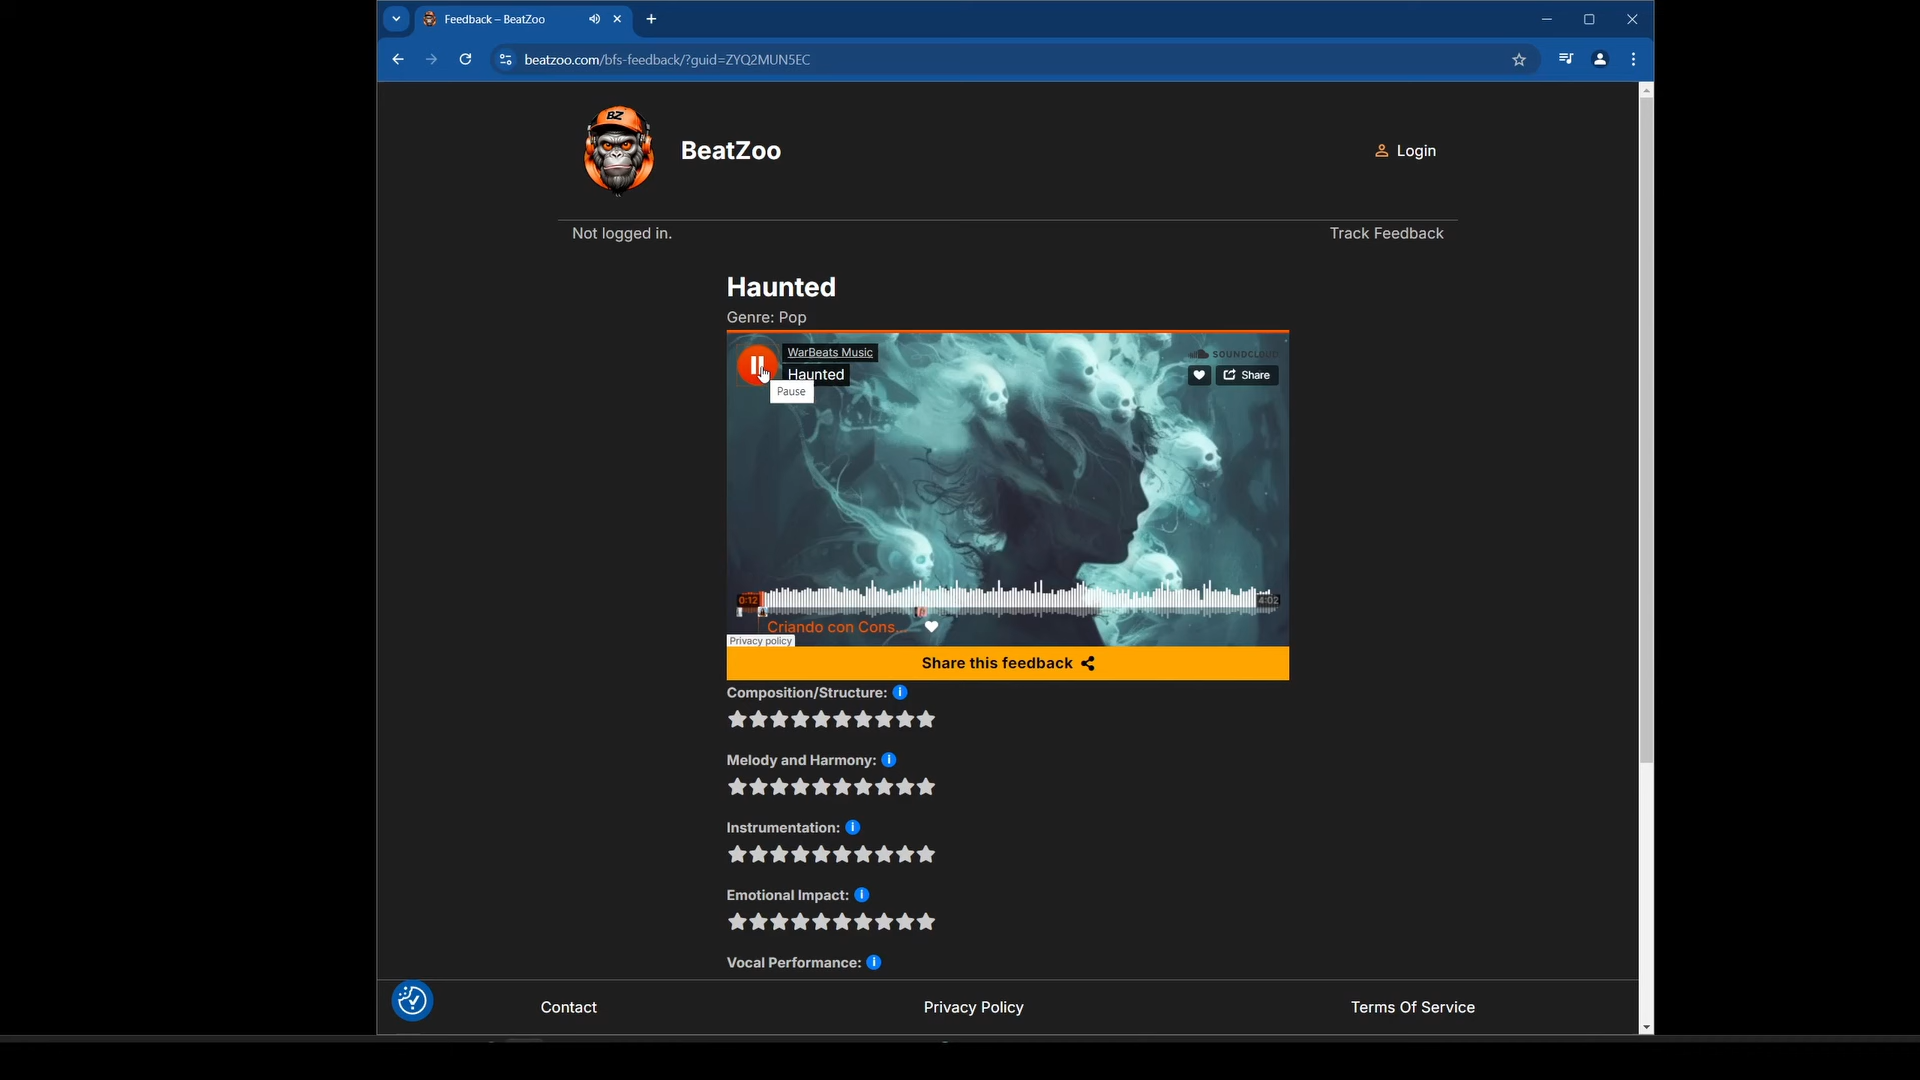 Feedback – BeatZoo
beatzoo.com/bfs-feedback/?guid=ZYQ2MUN5EC
BZ
BeatZoo
Login
Not logged in.
Track Feedback
Haunted
Genre: Pop
WarBeats Music
SOUNDCLOUD
Haunted
Share
Pause
0:12
4:02
Criando con Cons...
Privacy policy
Share this feedback
Composition/Structure:
Melody and Harmony:
Instrumentation:
Emotional Impact:
Vocal Performance:
Contact
Privacy Policy
Terms Of Service